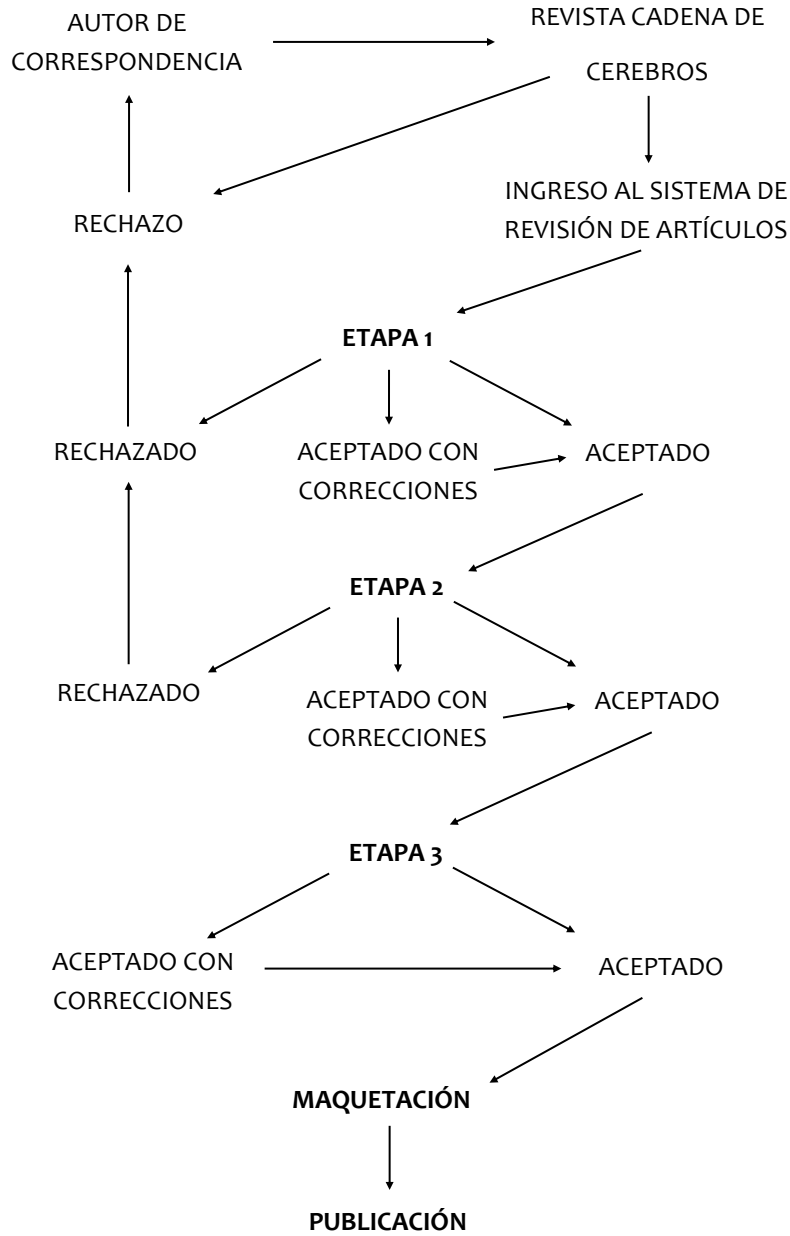 AUTOR DE
CORRESPONDENCIA
REVISTA CADENA DE
CEREBROS
RECHAZO
INGRESO AL SISTEMA DE
REVISIÓN DE ARTÍCULOS
ETAPA 1
RECHAZADO
ACEPTADO CON
CORRECCIONES
ACEPTADO
ETAPA 2
RECHAZADO
ACEPTADO CON
CORRECCIONES
ACEPTADO
ETAPA 3
ACEPTADO CON
CORRECCIONES
ACEPTADO
MAQUETACIÓN
PUBLICACIÓN